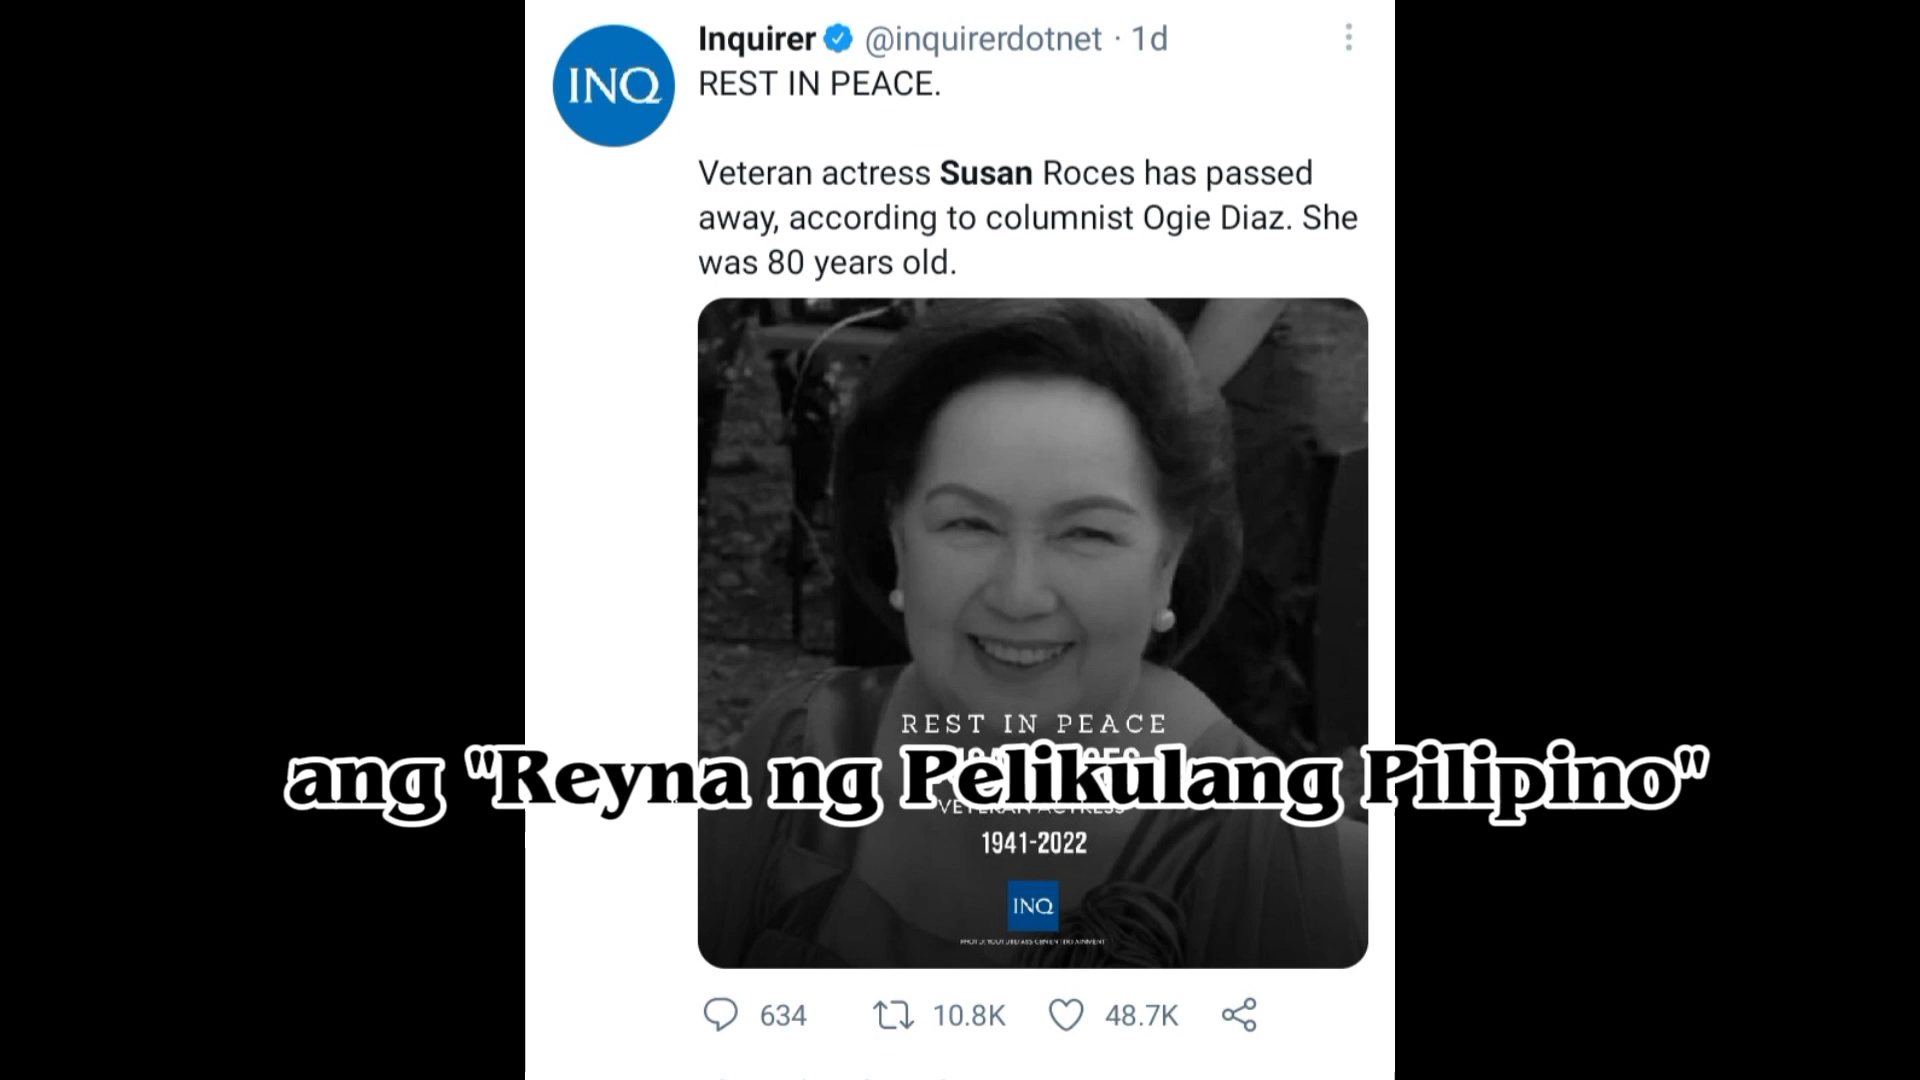 Inquirer @inquirerdotnet · 1d
REST IN PEACE.
INQ
Veteran actress Susan Roces has passed
away, according to columnist Ogie Diaz. She
was 80 years old.
REST IN PEACE
ang "Reyna ng Pelikulang Pilipino"
VETERAN ACTRESS
1941-2022
INQ
634 10.8K 48.7K